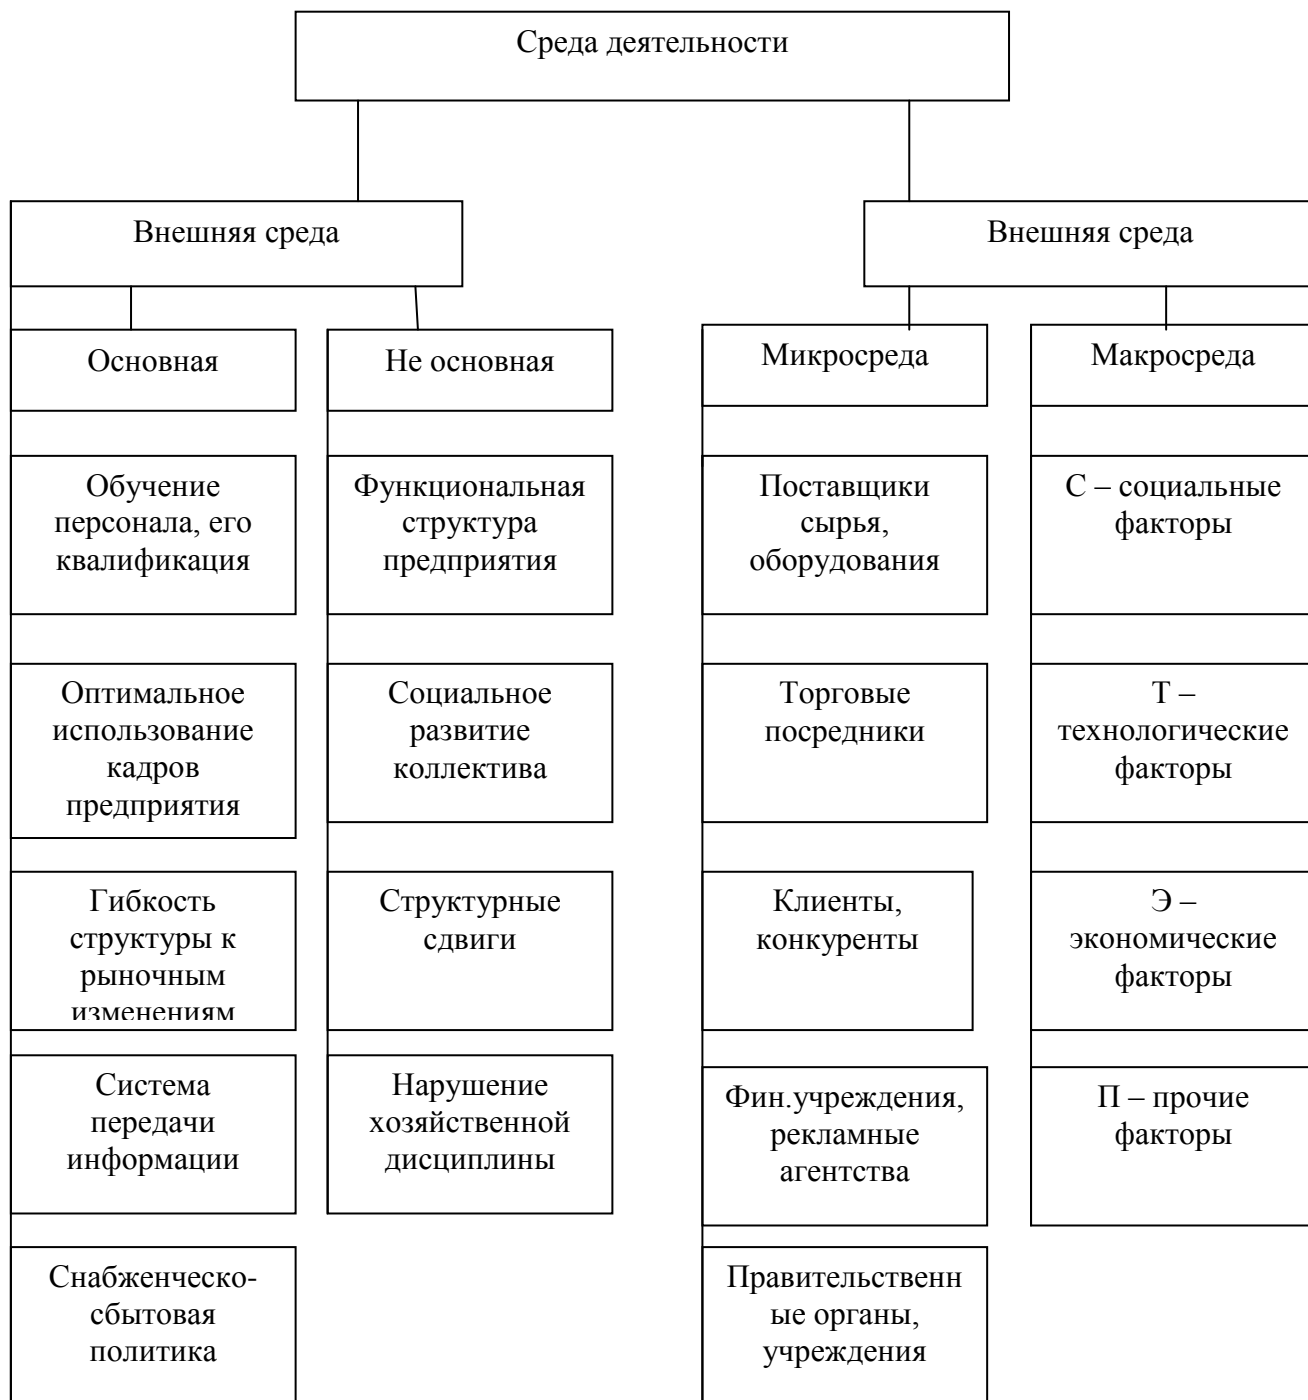 Среда деятельности
Внешняя среда
Внешняя среда
Основная
Не основная
Микросреда
Макросреда
Обучение
персонала, его
квалификация
Функциональная
структура
предприятия
Поставщики
сырья,
оборудования
С – социальные
факторы
Оптимальное
использование
кадров
предприятия
Социальное
развитие
коллектива
Торговые
посредники
Т –
технологические
факторы
Гибкость
структуры к
рыночным
изменениям
Структурные
сдвиги
Клиенты,
конкуренты
Э –
экономические
факторы
Система
передачи
информации
Нарушение
хозяйственной
дисциплины
Фин.учреждения,
рекламные
агентства
П – прочие
факторы
Снабженческо-
сбытовая
политика
Правительственн
ые органы,
учреждения